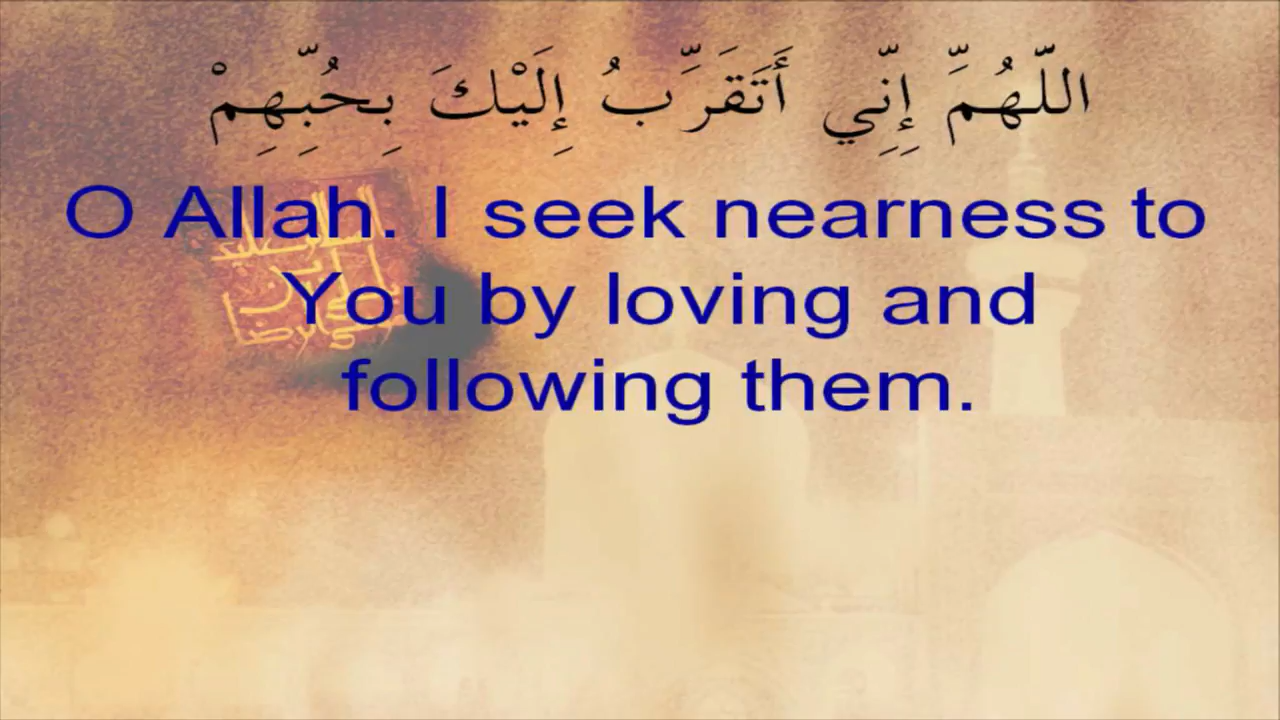 اللّهُمِّ إِنِّي أَتَقَرِّبُ إِلَيْكَ بِحُبِّهِمْ
O Allah. I seek nearness to
You by loving and
following them.